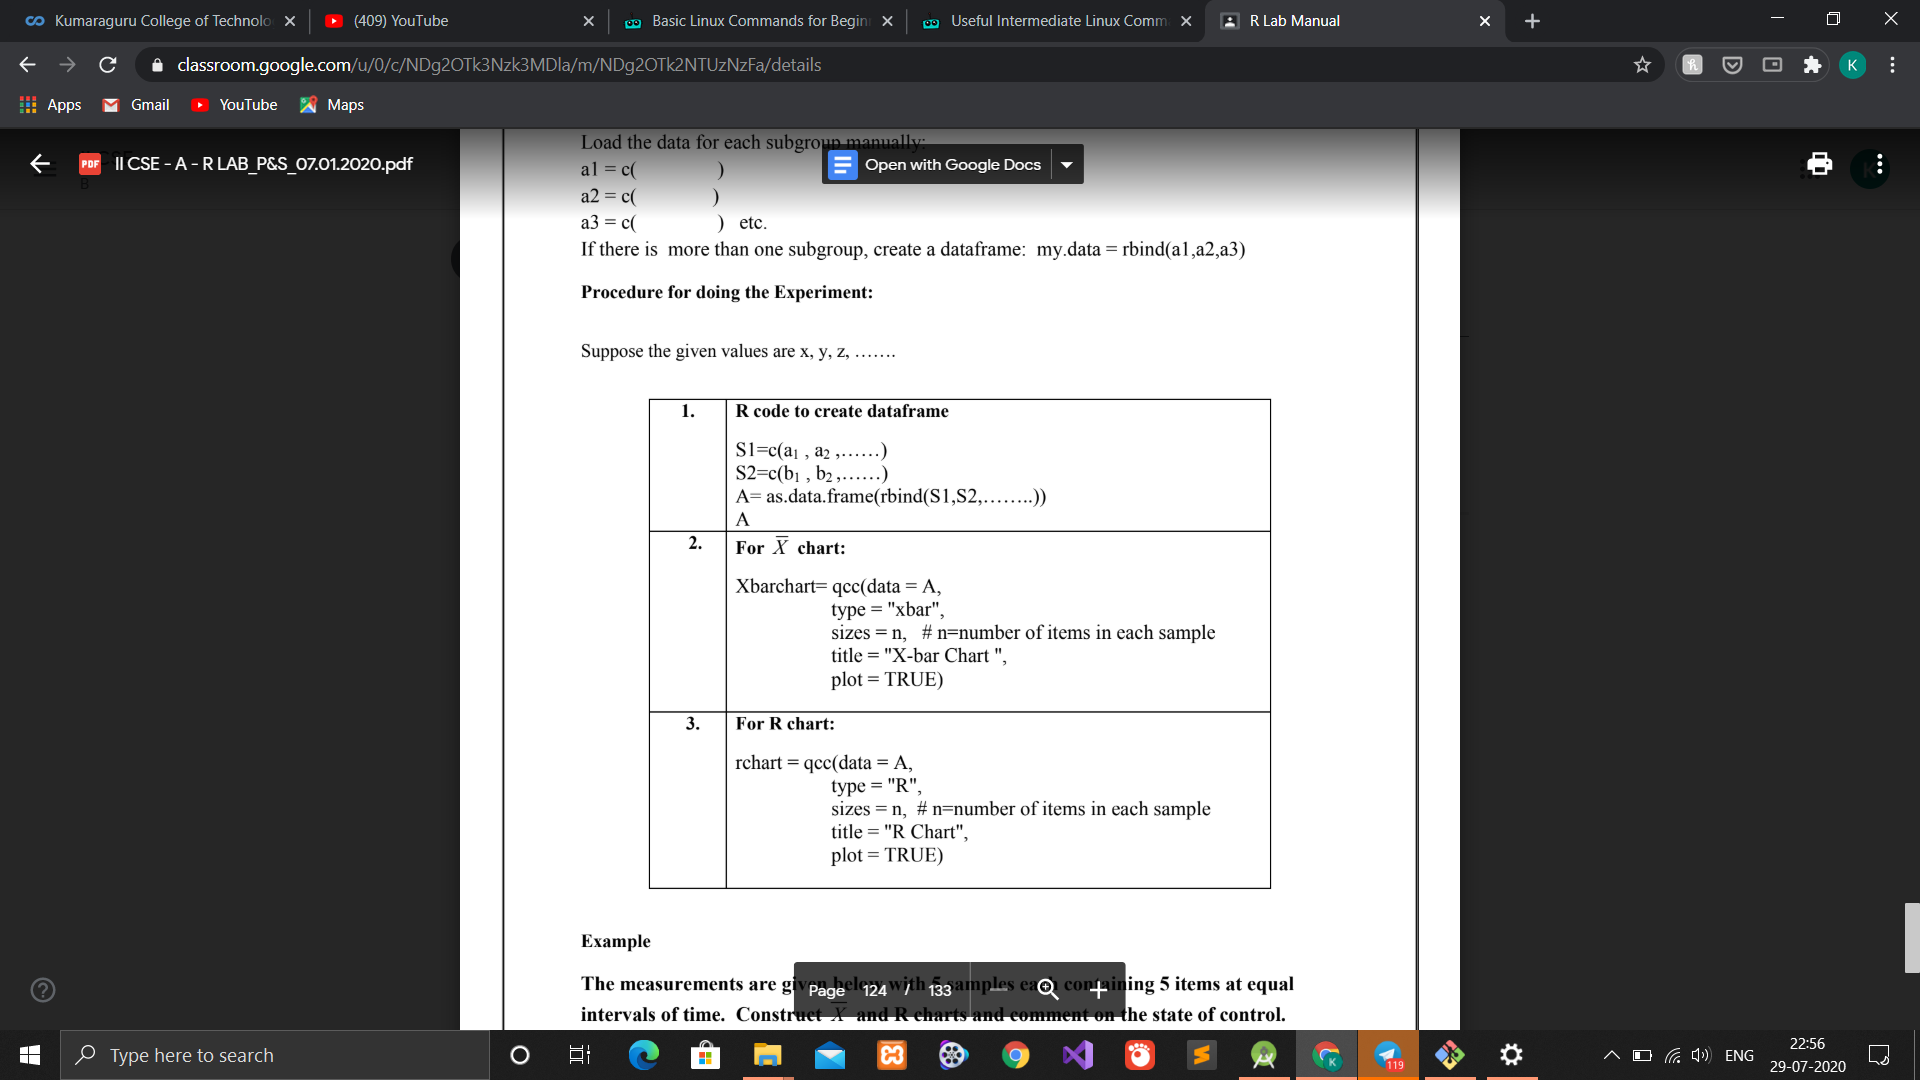 Kumaraguru College of Technolo
(409) YouTube
Basic Linux Commands for Begin
Useful Intermediate Linux Comm
R Lab Manual
classroom.google.com/u/0/c/NDg2OTk3Nzk3MDla/m/NDg2OTk2NTUzNzFa/details
K
Apps
Gmail
YouTube
Maps
PDF
II CSE - A - R LAB_P&S_07.01.2020.pdf
Open with Google Docs
Load the data for each subgroup manually:
a1 = c( )
a2 = c( )
a3 = c( ) etc.
If there is more than one subgroup, create a dataframe: my.data = rbind(a1,a2,a3)
Procedure for doing the Experiment:
Suppose the given values are x, y, z, …….
1.
R code to create dataframe
S1=c(a₁ , a₂ ,……)
S2=c(b₁ , b₂ ,……)
A= as.data.frame(rbind(S1,S2,……..))
A
2.
For X̅ chart:
Xbarchart= qcc(data = A,
type = "xbar",
sizes = n, # n=number of items in each sample
title = "X-bar Chart ",
plot = TRUE)
3.
For R chart:
rchart = qcc(data = A,
type = "R",
sizes = n, # n=number of items in each sample
title = "R Chart",
plot = TRUE)
Example
The measurements are given below with 5 samples each containing 5 items at equal
intervals of time. Construct X̅ and R charts and comment on the state of control.
Page 124 / 133
Type here to search
119
ENG
22:56
29-07-2020